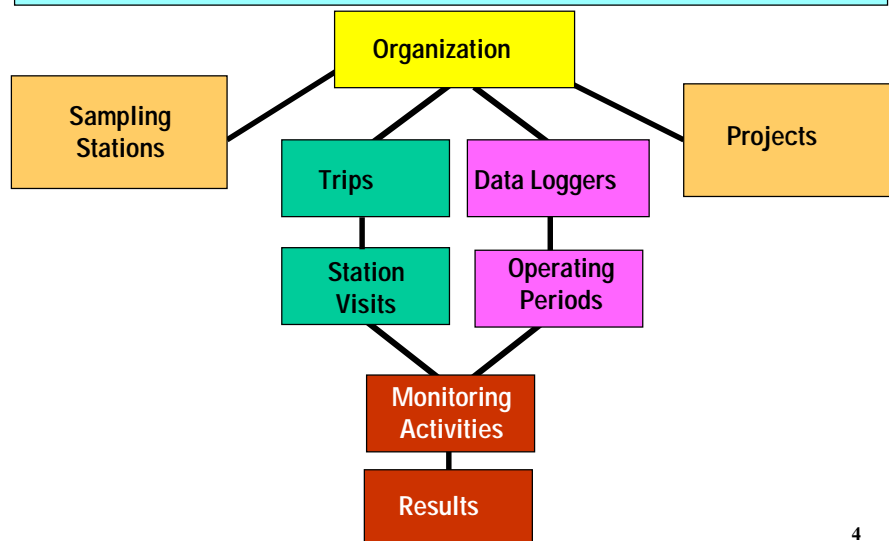 Organization
Sampling
Stations
Projects
Trips
Data Loggers
Station
Visits
Operating
Periods
Monitoring
Activities
Results
4